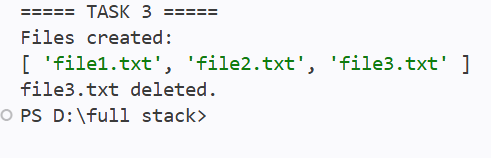 ===== TASK 3 =====
Files created:
[ 'file1.txt', 'file2.txt', 'file3.txt' ]
file3.txt deleted.
PS D:\full stack>